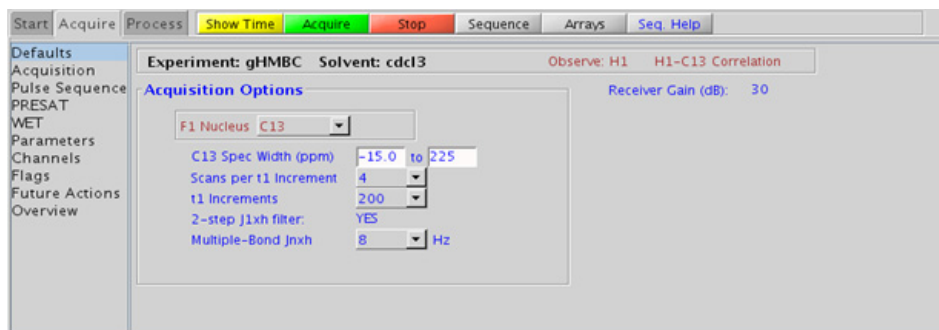 Start Acquire Process Show Time Acquire Stop Sequence Arrays Seq. Help
Defaults
Acquisition
Pulse Sequence
PRESAT
WET
Parameters
Channels
Flags
Future Actions
Overview
Experiment: gHMBC Solvent: cdcl3 Observe: H1 H1-C13 Correlation
Acquisition Options Receiver Gain (dB): 30
F1 Nucleus C13
C13 Spec Width (ppm) -15.0 to 225
Scans per t1 Increment 4
t1 Increments 200
2-step J1xh filter: YES
Multiple-Bond Jnxh 8 Hz